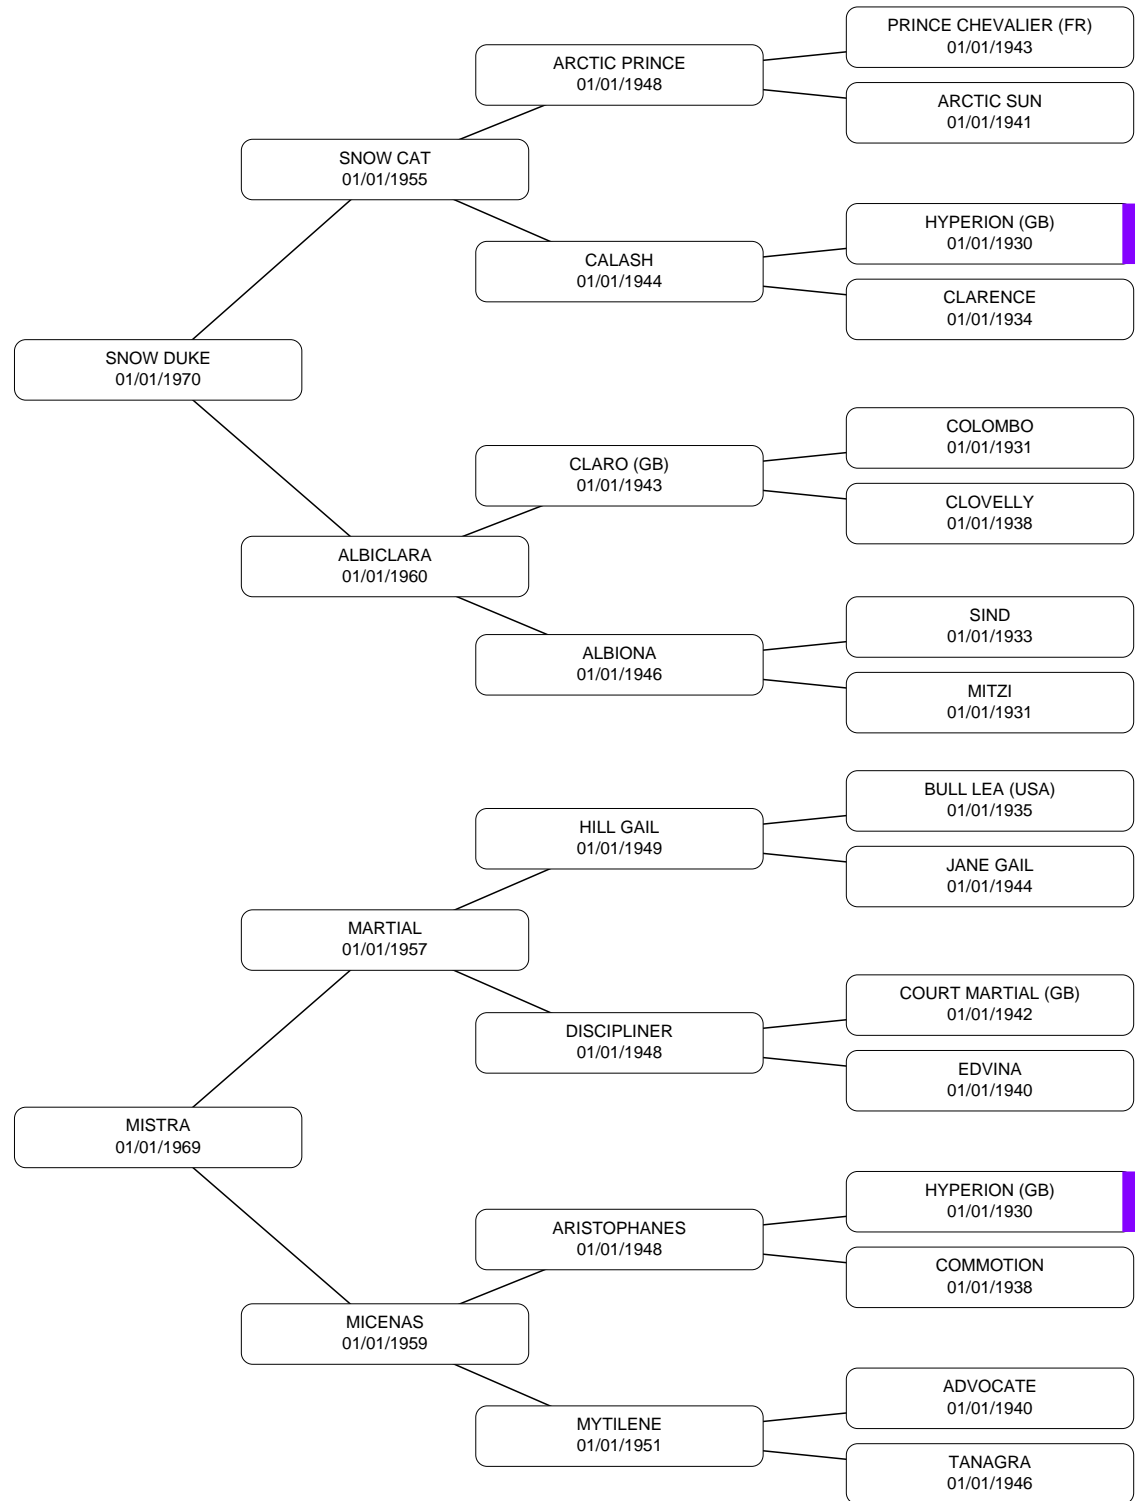 PRINCE CHEVALIER (FR)
01/01/1943
ARCTIC PRINCE
01/01/1948
ARCTIC SUN
01/01/1941
SNOW CAT
01/01/1955
HYPERION (GB)
01/01/1930
CALASH
01/01/1944
CLARENCE
01/01/1934
SNOW DUKE
01/01/1970
COLOMBO
01/01/1931
CLARO (GB)
01/01/1943
CLOVELLY
01/01/1938
ALBICLARA
01/01/1960
SIND
01/01/1933
ALBIONA
01/01/1946
MITZI
01/01/1931
BULL LEA (USA)
01/01/1935
HILL GAIL
01/01/1949
JANE GAIL
01/01/1944
MARTIAL
01/01/1957
COURT MARTIAL (GB)
01/01/1942
DISCIPLINER
01/01/1948
EDVINA
01/01/1940
MISTRA
01/01/1969
HYPERION (GB)
01/01/1930
ARISTOPHANES
01/01/1948
COMMOTION
01/01/1938
MICENAS
01/01/1959
ADVOCATE
01/01/1940
MYTILENE
01/01/1951
TANAGRA
01/01/1946